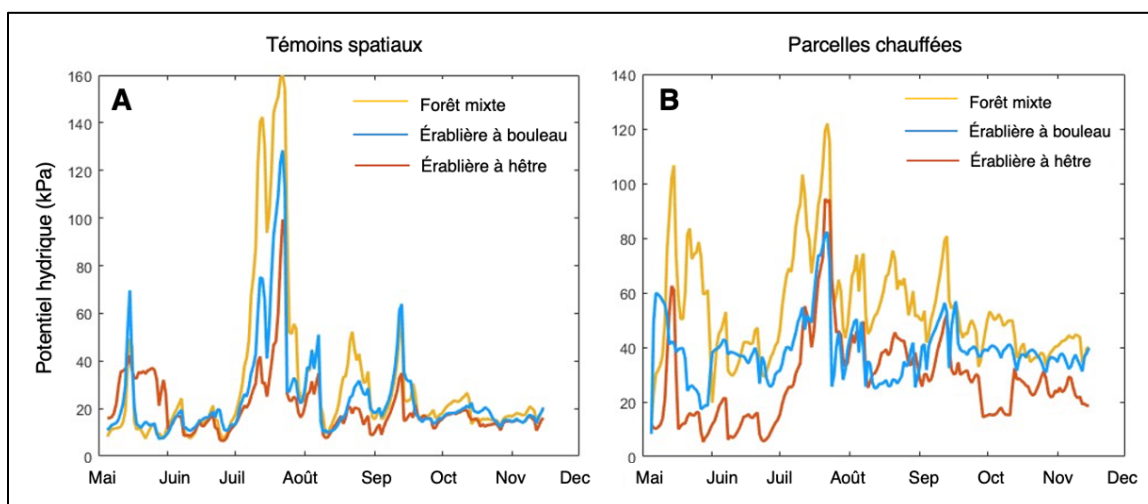 Témoins spatiaux
A
Forêt mixte
Érablière à bouleau
Érablière à hêtre
Potentiel hydrique (kPa)
160
140
120
100
80
60
40
20
0
Mai Juin Juil Août Sep Oct Nov Dec
Parcelles chauffées
B
Forêt mixte
Érablière à bouleau
Érablière à hêtre
140
120
100
80
60
40
20
0
Mai Juin Juil Août Sep Oct Nov Dec